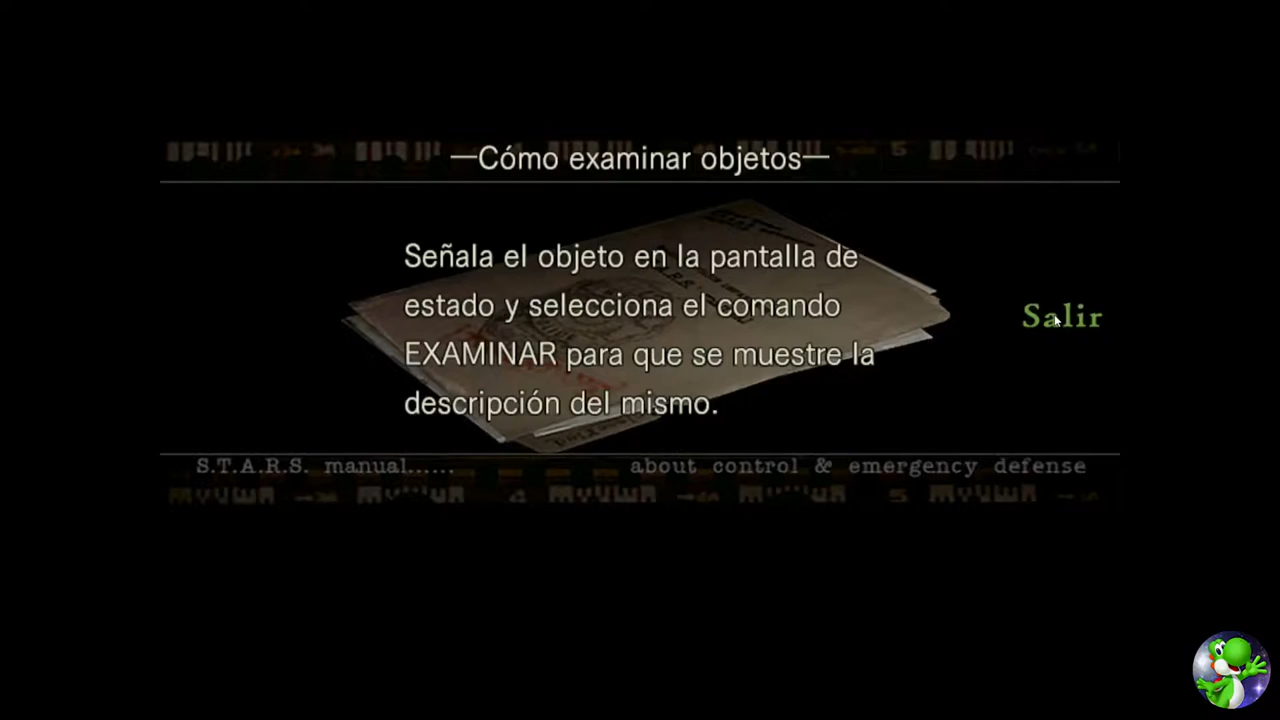 —Cómo examinar objetos—
Señala el objeto en la pantalla de
estado y selecciona el comando
EXAMINAR para que se muestre la
descripción del mismo.
Salir
S.T.A.R.S. manual...... about control & emergency defense